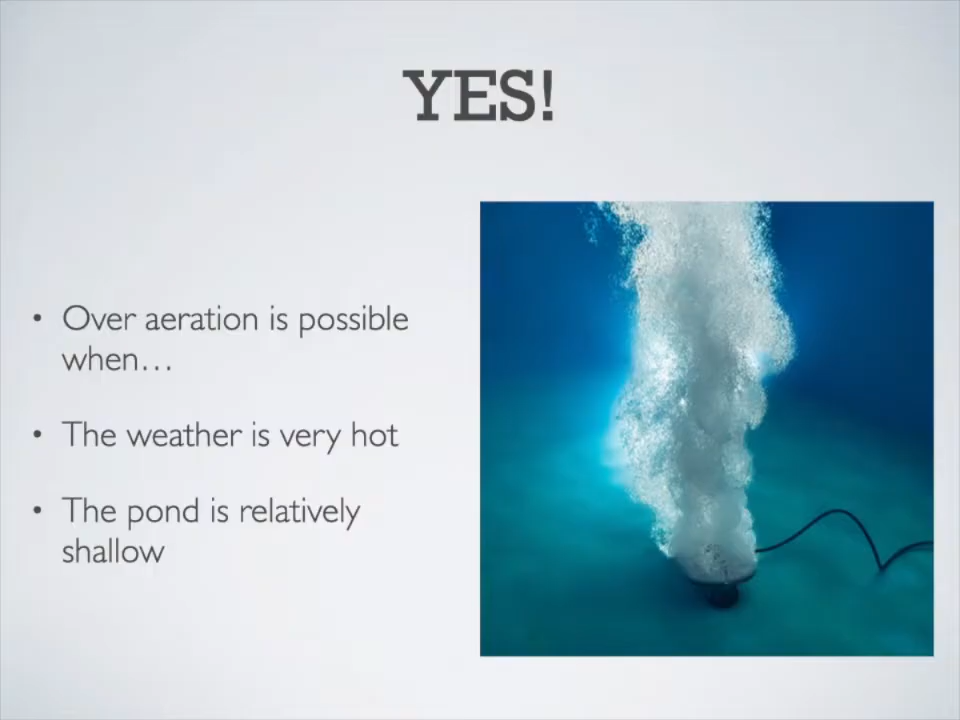 YES!
• Over aeration is possible
when…
• The weather is very hot
• The pond is relatively
shallow